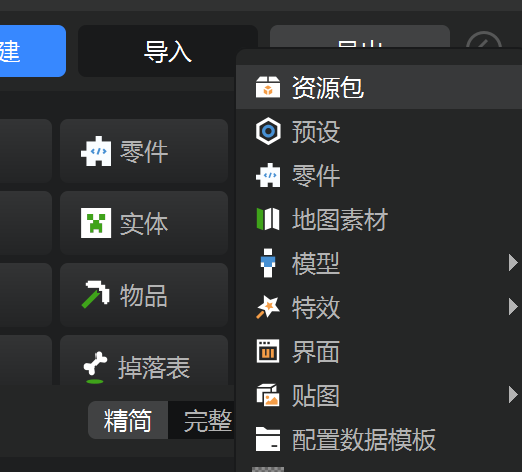 建
导入
导出
零件
实体
物品
掉落表
精简
完整
资源包
预设
零件
地图素材
模型
特效
界面
贴图
配置数据模板